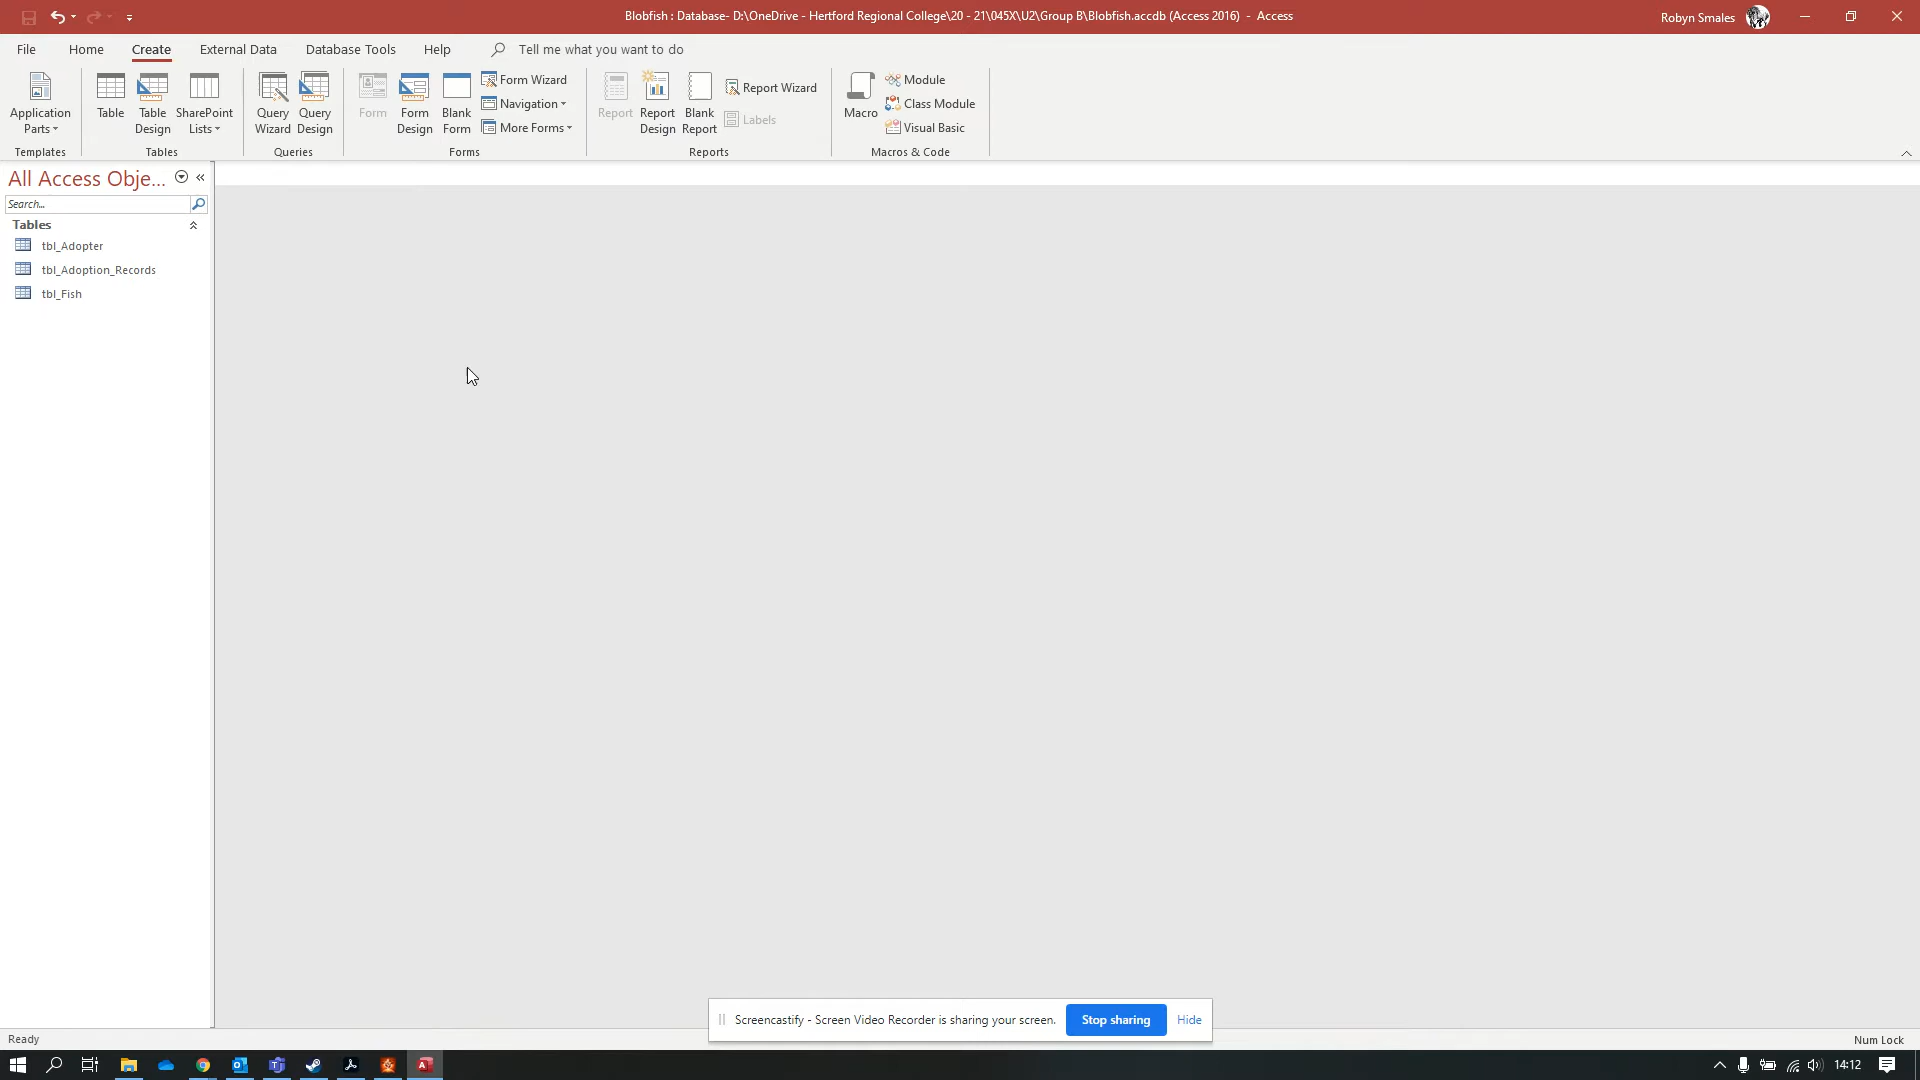 Blobfish : Database- D:\OneDrive - Hertford Regional College\20 - 21\045X\U2\Group B\Blobfish.accdb (Access 2016) - Access
Robyn Smales
File Home Create External Data Database Tools Help Tell me what you want to do
Application Parts
Templates
Table
Table Design
SharePoint Lists
Tables
Query Wizard
Query Design
Queries
Form
Form Design
Blank Form
Form Wizard
Navigation
More Forms
Forms
Report
Report Design
Blank Report
Report Wizard
Labels
Reports
Macro
Module
Class Module
Visual Basic
Macros & Code
All Access Obje...
Search...
Tables
tbl_Adopter
tbl_Adoption_Records
tbl_Fish
Screencastify - Screen Video Recorder is sharing your screen.
Stop sharing
Hide
Ready
Num Lock
14:12